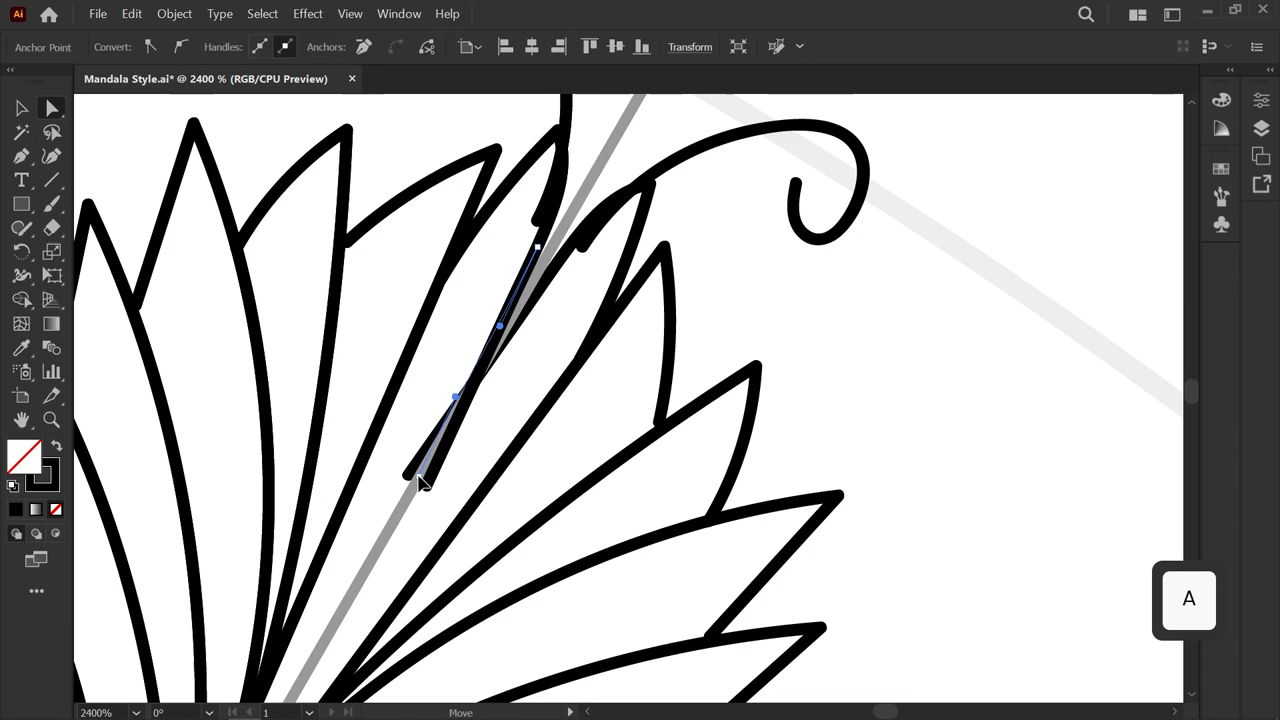 Ai File Edit Object Type Select Effect View Window Help
Anchor Point Convert: Handles: Anchors: Transform
Mandala Style.ai* @ 2400 % (RGB/CPU Preview)
A
2400% 0° 1 Move